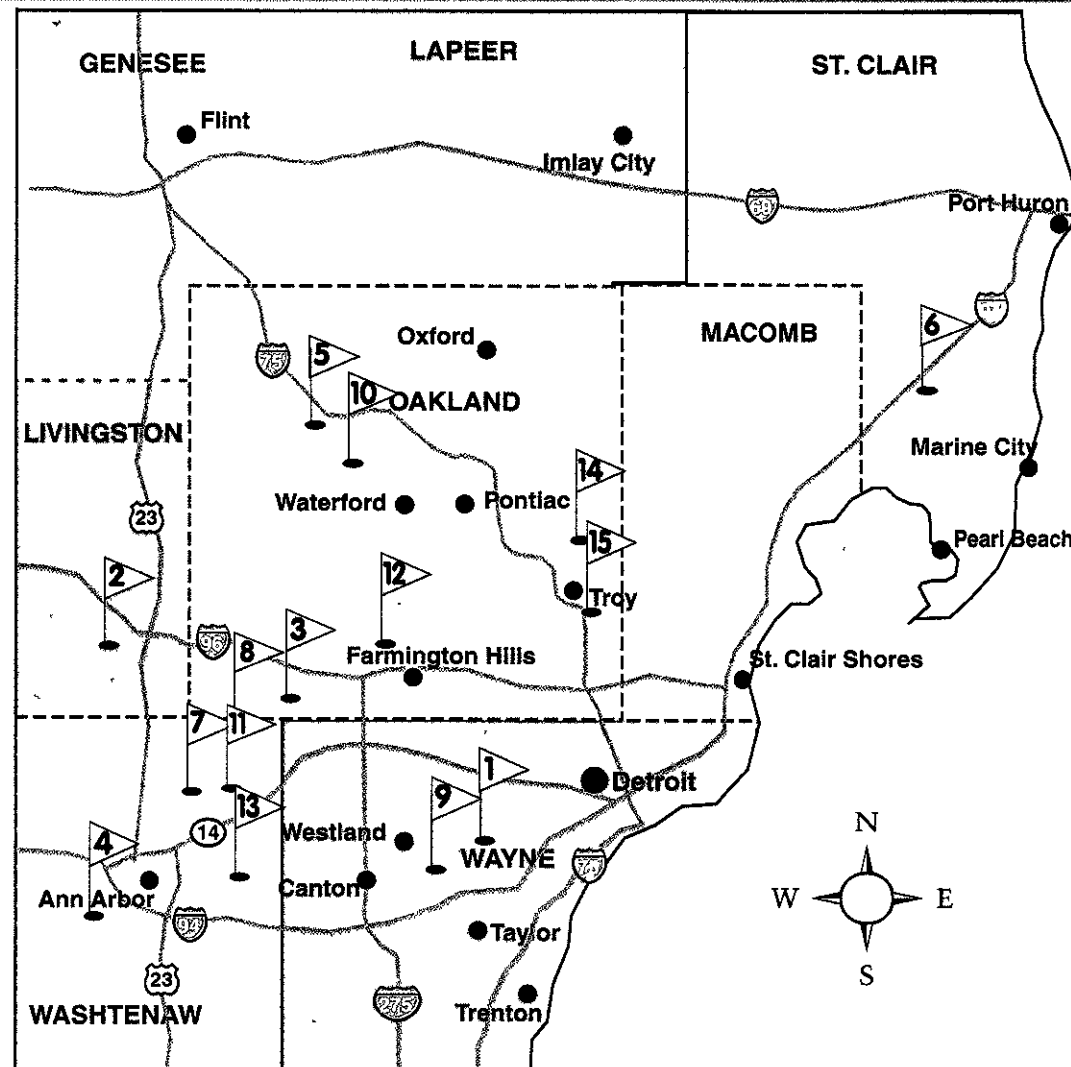 GENESEE
LAPEER
ST. CLAIR
Flint
Imlay City
69
Port Huron
MACOMB
6
Oxford
5
75
10
OAKLAND
LIVINGSTON
Marine City
14
Waterford
Pontiac
23
15
Pearl Beach
2
12
Troy
3
96
8
Farmington Hills
St. Clair Shores
7
11
1
Detroit
9
13
14
Westland
4
WAYNE
N
Canton
W
E
Ann Arbor
94
Taylor
S
23
275
Trenton
WASHTENAW